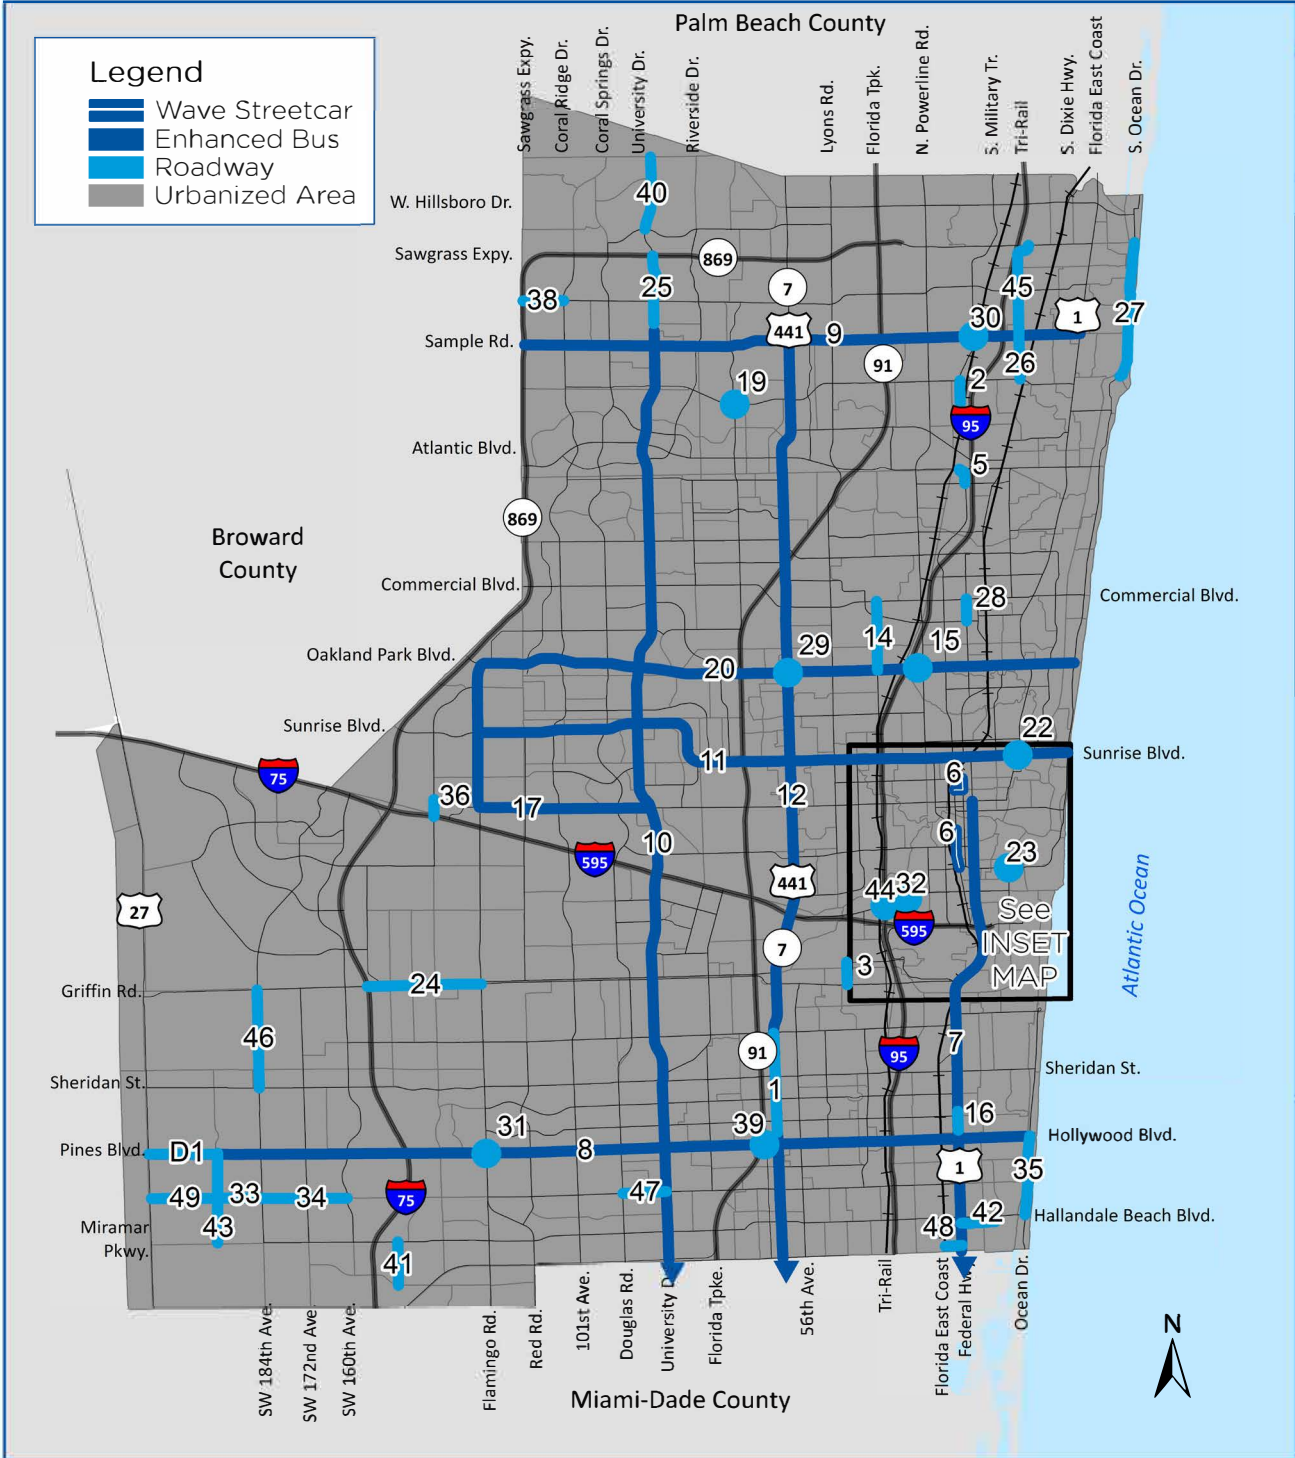 Palm Beach County
Legend
Wave Streetcar
Enhanced Bus
Roadway
Urbanized Area
Sawgrass Expy.
Coral Ridge Dr.
Coral Springs Dr.
University Dr.
Riverside Dr.
Lyons Rd.
Florida Tpk.
N. Powerline Rd.
S. Military Tr.
Tri-Rail
S. Dixie Hwy.
Florida East Coast
S. Ocean Dr.
W. Hillsboro Dr.
40
Sawgrass Expy.
869
7
25
45
38
30
1
27
Sample Rd.
441
9
91
26
2
19
95
Atlantic Blvd.
5
869
Broward
County
Commercial Blvd.
28
Commercial Blvd.
14
15
29
Oakland Park Blvd.
20
Sunrise Blvd.
22
Sunrise Blvd.
11
75
6
36
17
12
6
10
595
23
441
44
32
27
See
INSET
MAP
595
Atlantic Ocean
7
3
Griffin Rd.
24
46
91
95
7
Sheridan St.
Sheridan St.
1
16
31
39
Pines Blvd.
D1
8
Hollywood Blvd.
1
35
49
33
34
75
47
42
Hallandale Beach Blvd.
Miramar
Pkwy.
43
48
41
SW 184th Ave.
SW 172nd Ave.
SW 160th Ave.
Flamingo Rd.
Red Rd.
101st Ave.
Douglas Rd.
University D
Florida Tpke.
56th Ave.
Tri-Rail
Florida East Coast
Federal Hw
Ocean Dr.
Miami-Dade County
N